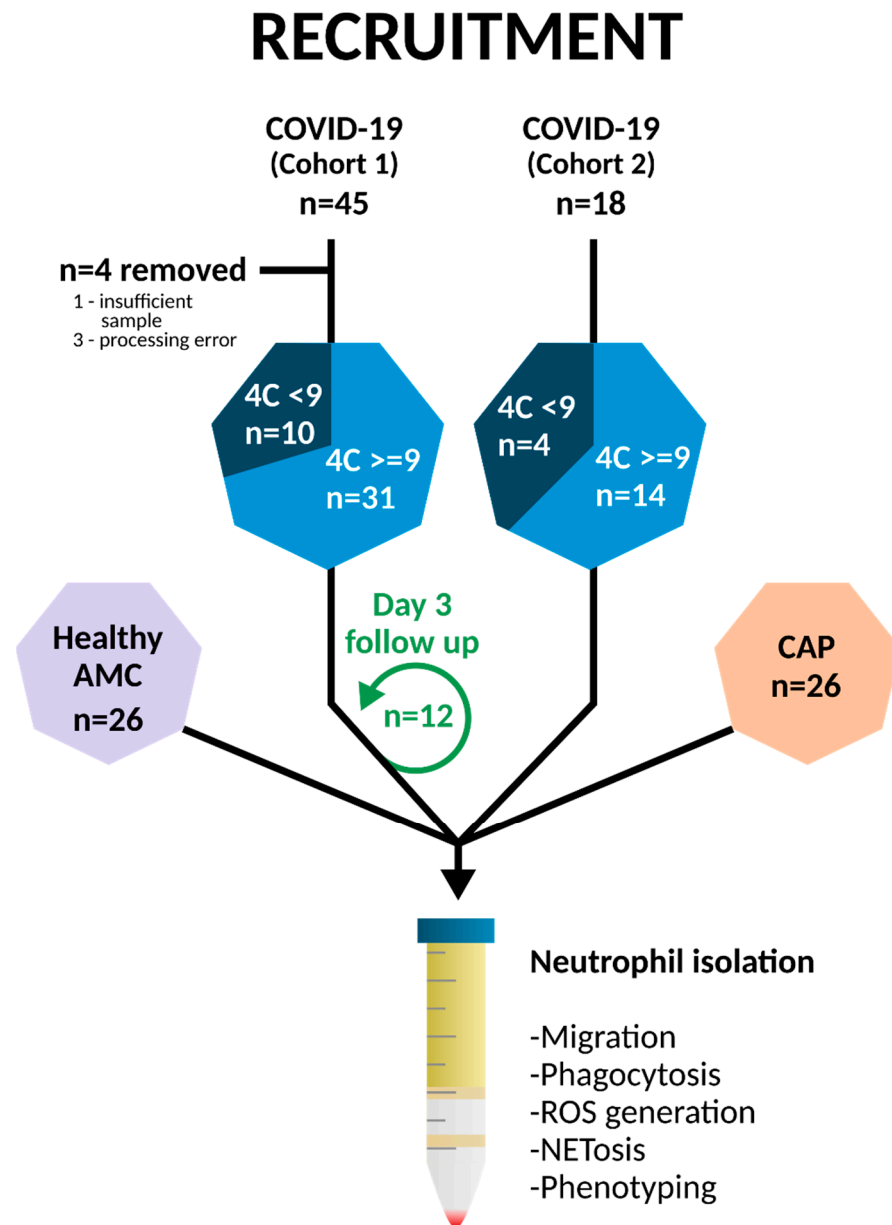 RECRUITMENT
COVID-19
(Cohort 1)
n=45
COVID-19
(Cohort 2)
n=18
n=4 removed
1 - insufficient
sample
3 - processing error
4C <9
n=10
4C >=9
n=31
4C <9
n=4
4C >=9
n=14
Healthy
AMC
n=26
Day 3
follow up
n=12
CAP
n=26
Neutrophil isolation
-Migration
-Phagocytosis
-ROS generation
-NETosis
-Phenotyping